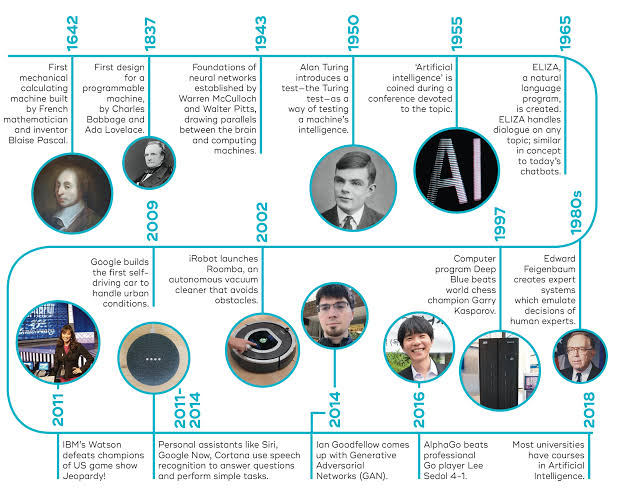 1642
First
mechanical
calculating
machine built
by French
mathematician
and inventor
Blaise Pascal.
1837
First design
for a
programmable
machine,
by Charles
Babbage and
Ada Lovelace.
1943
Foundations of
neural networks
established by
Warren McCulloch
and Walter Pitts,
drawing parallels
between the brain
and computing
machines.
1950
Alan Turing
introduces a
test—the Turing
test—as a
way of testing
a machine's
intelligence.
1955
'Artificial
intelligence' is
coined during a
conference devoted
to the topic.
AI
1965
ELIZA,
a natural
language
program,
is created.
ELIZA handles
dialogue on any
topic; similar
in concept
to today's
chatbots.
1980s
Edward
Feigenbaum
creates expert
systems
which emulate
decisions of
human experts.
1997
Computer
program Deep
Blue beats
world chess
champion Garry
Kasparov.
2002
iRobot launches
Roomba, an
autonomous vacuum
cleaner that avoids
obstacles.
2009
Google builds
the first self-
driving car to
handle urban
conditions.
2011
IBM's Watson
defeats champions
of US game show
Jeopardy!
2011-
2014
Personal assistants like Siri,
Google Now, Cortana use speech
recognition to answer questions
and perform simple tasks.
2014
Ian Goodfellow comes
up with Generative
Adversarial
Networks (GAN).
2016
AlphaGo beats
professional
Go player Lee
Sedol 4–1.
2018
Most universities
have courses
in Artificial
Intelligence.